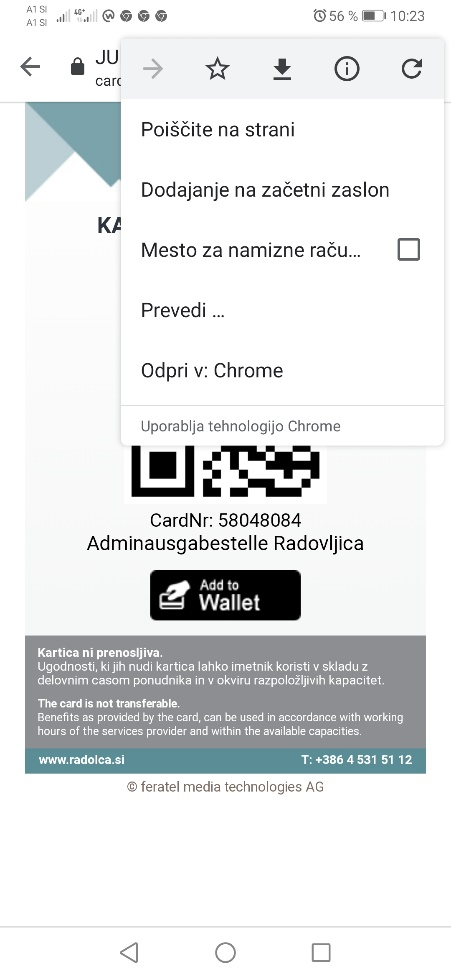 A1 SI
A1 SI
4G+
56 %
10:23
JU
card
Poiščite na strani
Dodajanje na začetni zaslon
Mesto za namizne raču...
Prevedi ...
Odpri v: Chrome
Uporablja tehnologijo Chrome
KA
CardNr: 58048084
Adminausgabestelle Radovljica
Add to
Wallet
Kartica ni prenosljiva.
Ugodnosti, ki jih nudi kartica lahko imetnik koristi v skladu z
delovnim časom ponudnika in v okviru razpoložljivih kapacitet.
The card is not transferable.
Benefits as provided by the card, can be used in accordance with working
hours of the services provider and within the available capacities.
www.radolca.si
T: +386 4 531 51 12
© feratel media technologies AG